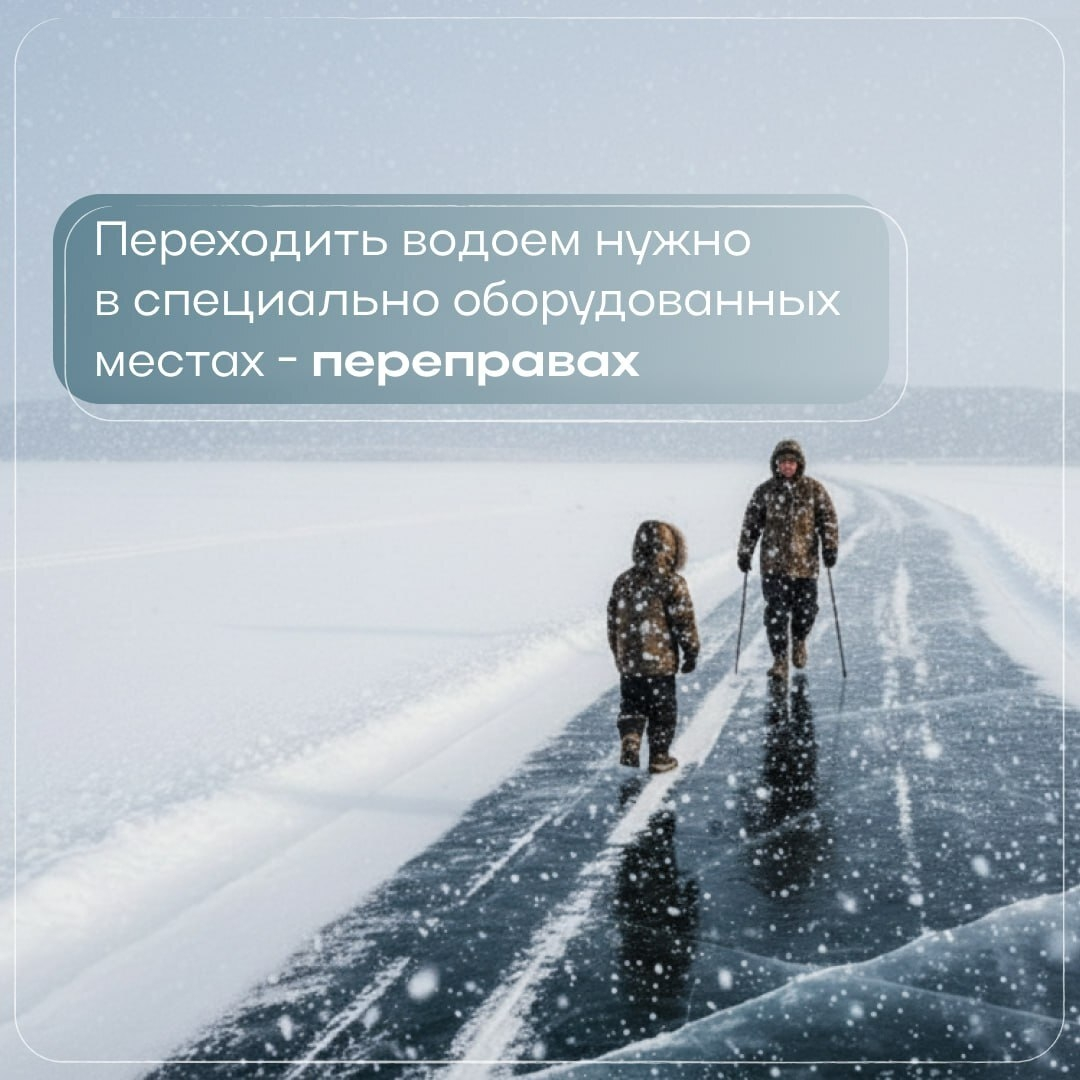 Переходить водоем нужно
в специально оборудованных
местах - переправах